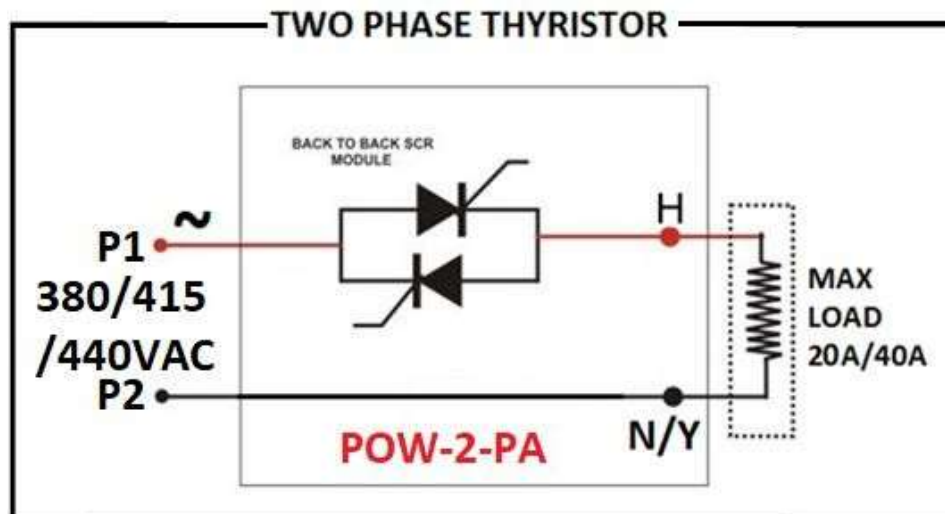 TWO PHASE THYRISTOR
BACK TO BACK SCR
MODULE
~
P1
380/415
/440VAC
P2
H
N/Y
MAX
LOAD
20A/40A
POW-2-PA